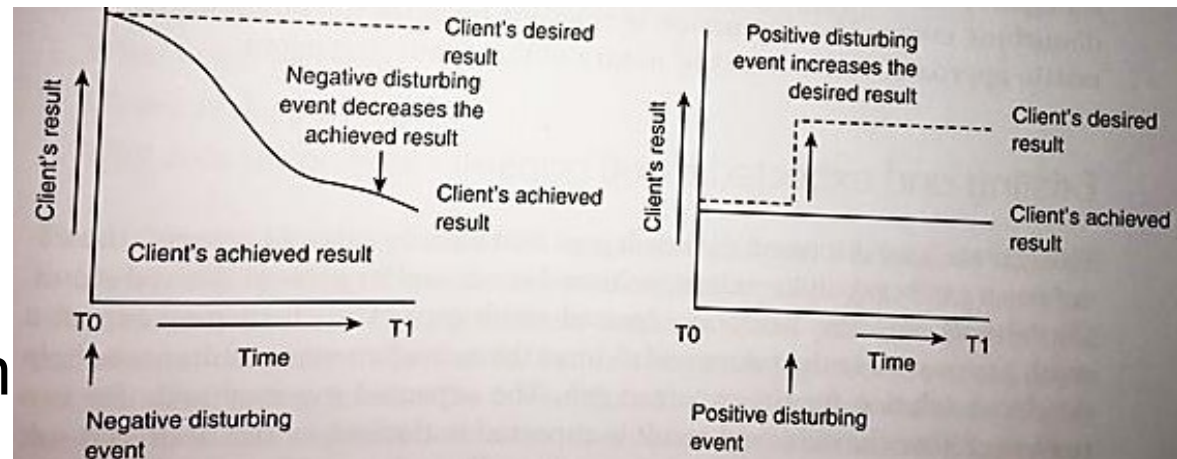 Client's desired
result
Negative disturbing
event decreases the
achieved result
Client's result
Client's achieved
result
Client's achieved result
T0
T1
Time
Negative disturbing
event
n
Positive disturbing
event increases the
desired result
Client's result
Client's desired
result
Client's achieved
result
T0
Time
T1
Positive disturbing
event